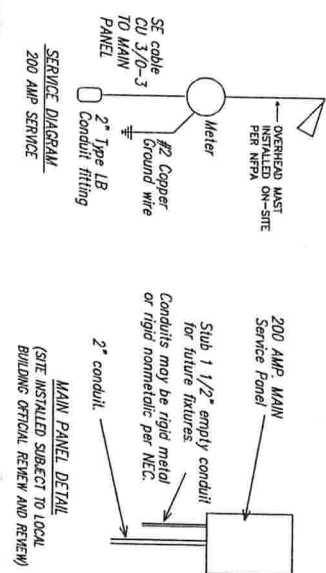 OVERHEAD MAST
INSTALLED ON-SITE
PER NFPA
Meter
SE cable
CU 3/0-3
TO MAIN
PANEL
#2 Copper
Ground wire
2" Type LB
Conduit fitting
SERVICE DIAGRAM
200 AMP SERVICE
200 AMP. MAIN
Service Panel
Stub 1 1/2" empty conduit
for future fixtures.
Conduits may be rigid metal
or rigid nonmetalic per NEC.
2" conduit.
MAIN PANEL DETAIL
(SITE INSTALLED SUBJECT TO LOCAL
BUILDING OFFICIAL REVIEW AND REVIEW)